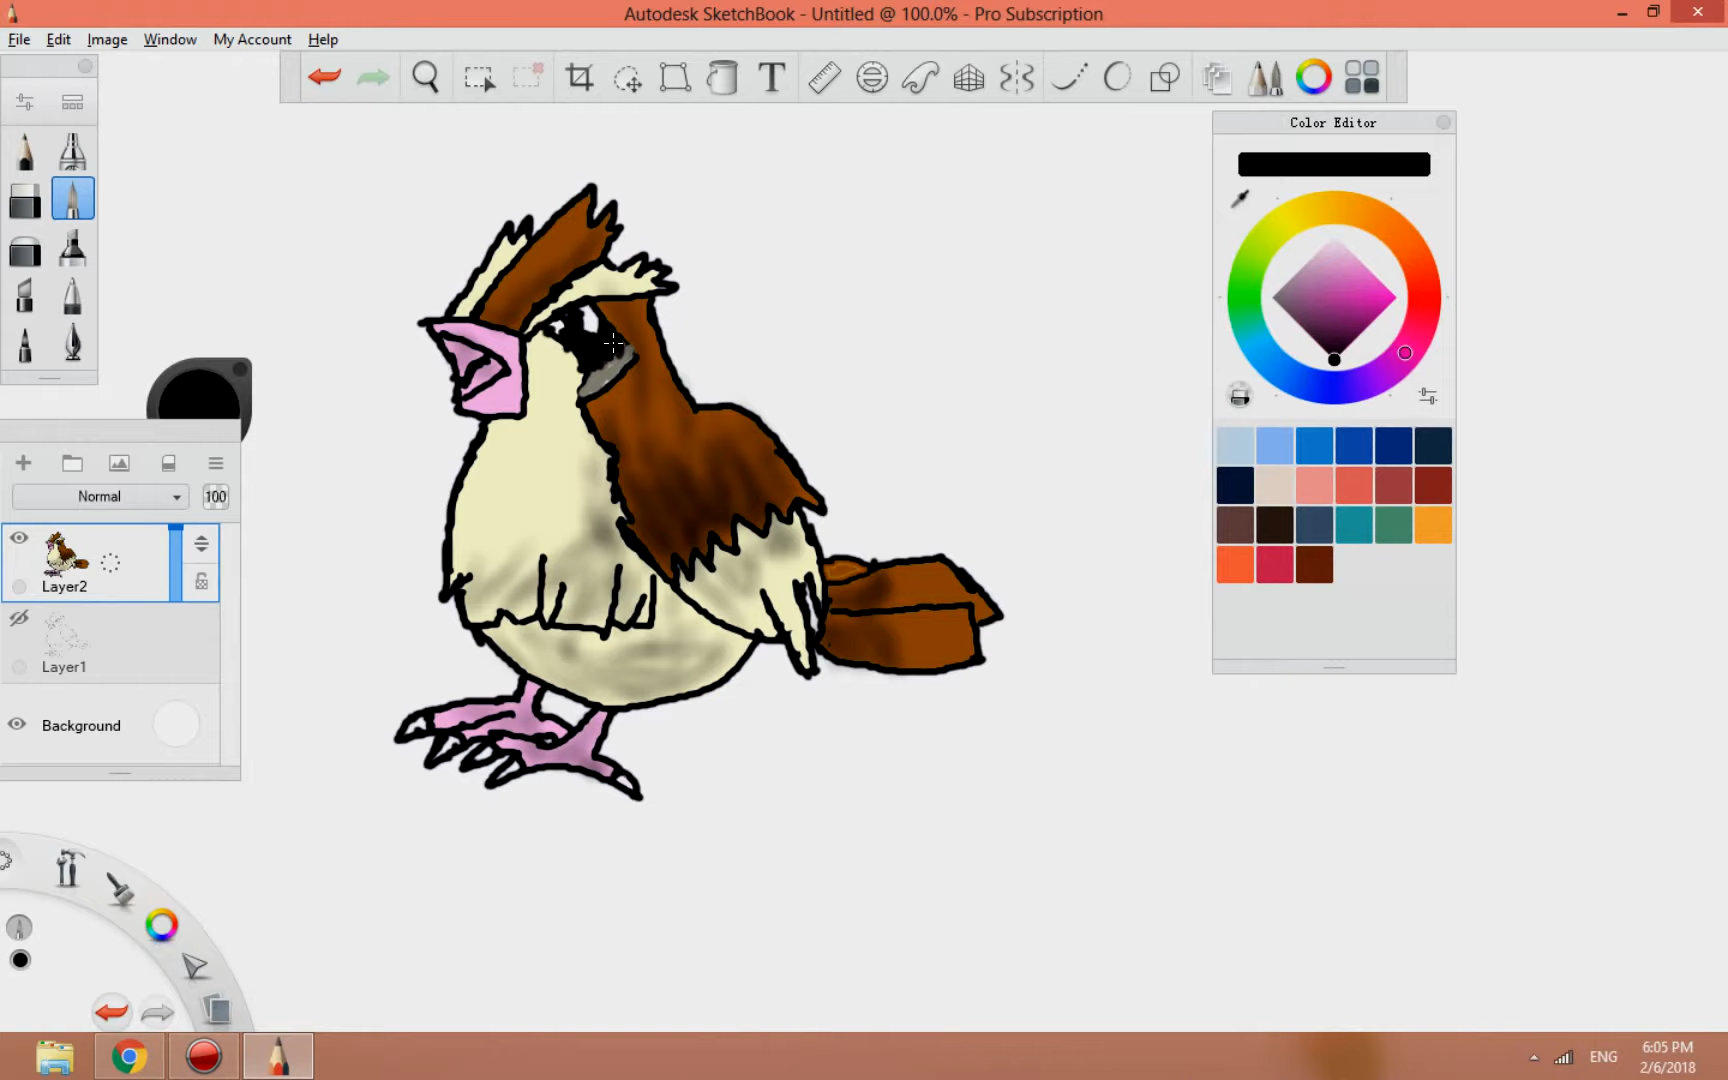 Autodesk SketchBook - Untitled @ 100.0% - Pro Subscription
File Edit Image Window My Account Help
T
Color Editor
Normal 100
Layer2
Layer1
Background
ENG
6:05 PM
2/6/2018